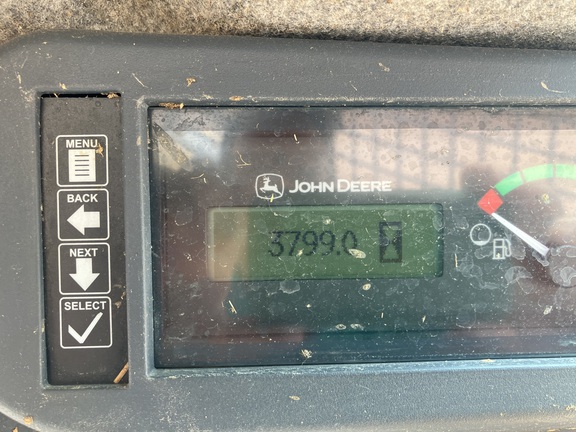 MENU
BACK
NEXT
SELECT
JOHN DEERE
3799.0